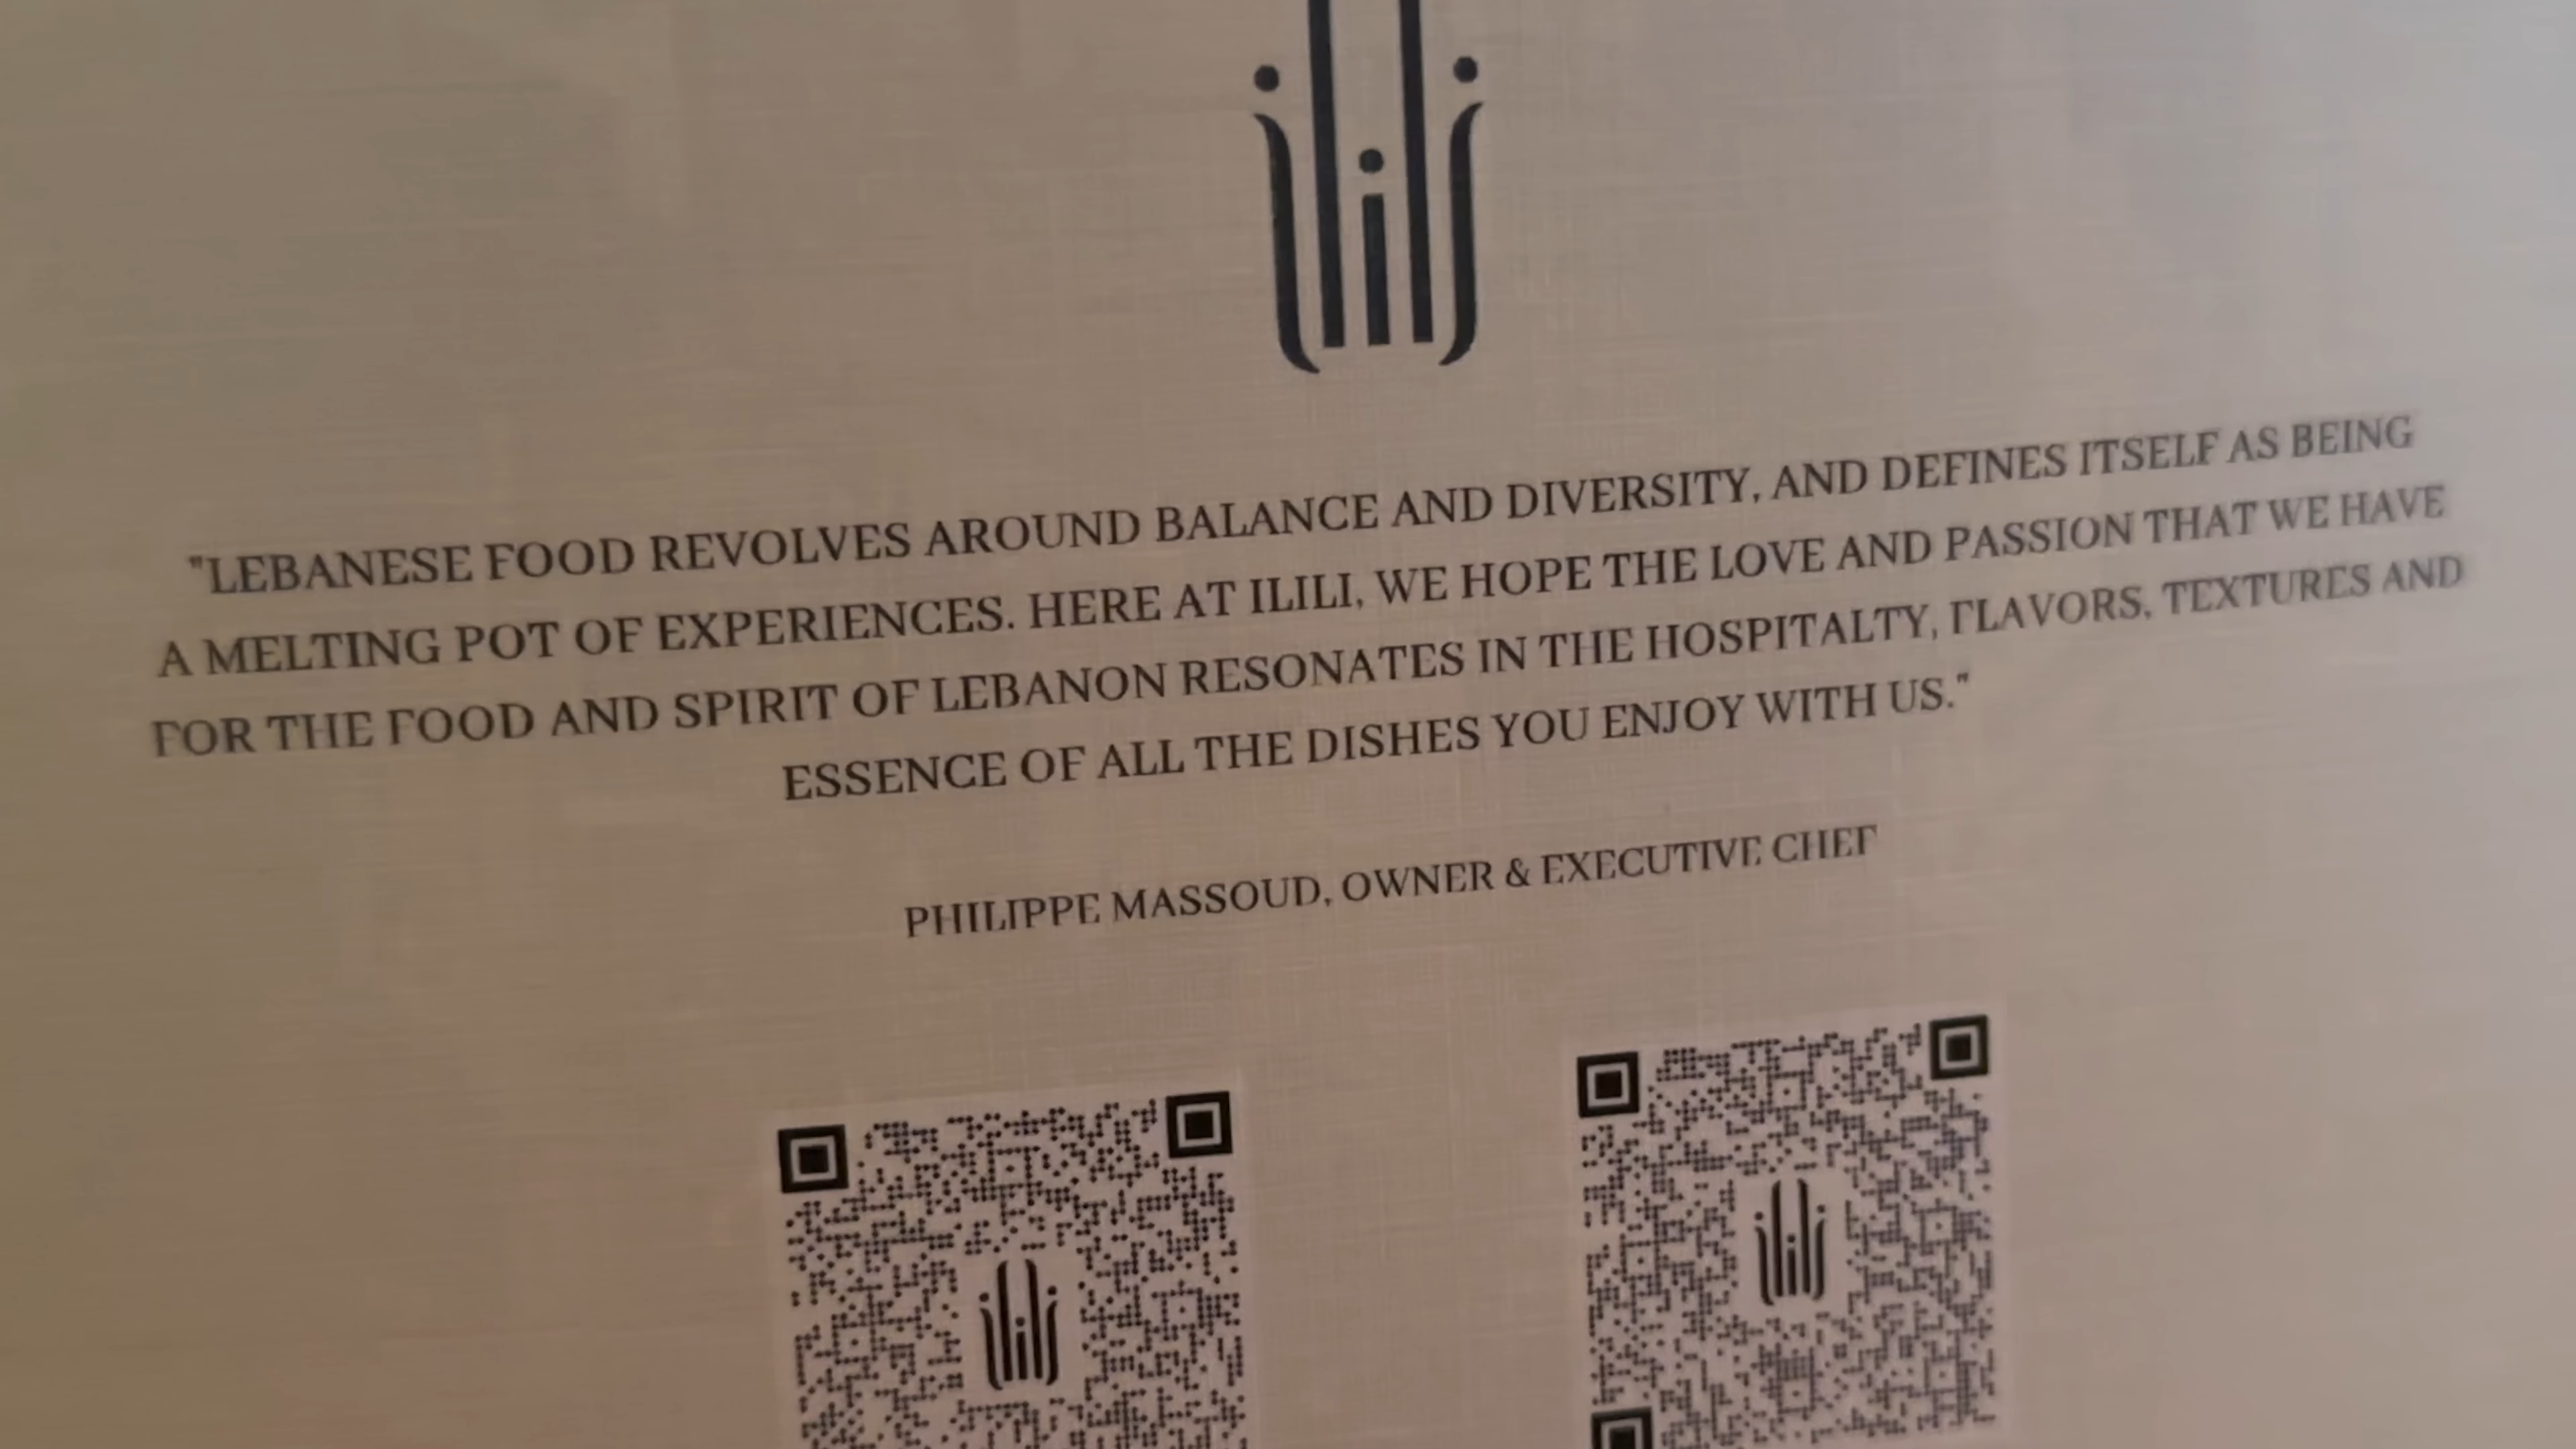 ilili
"LEBANESE FOOD REVOLVES AROUND BALANCE AND DIVERSITY, AND DEFINES ITSELF AS BEING
A MELTING POT OF EXPERIENCES. HERE AT ILILI, WE HOPE THE LOVE AND PASSION THAT WE HAVE
FOR THE FOOD AND SPIRIT OF LEBANON RESONATES IN THE HOSPITALTY, FLAVORS, TEXTURES AND
ESSENCE OF ALL THE DISHES YOU ENJOY WITH US."
PHILIPPE MASSOUD, OWNER & EXECUTIVE CHEF
ilili
ilili